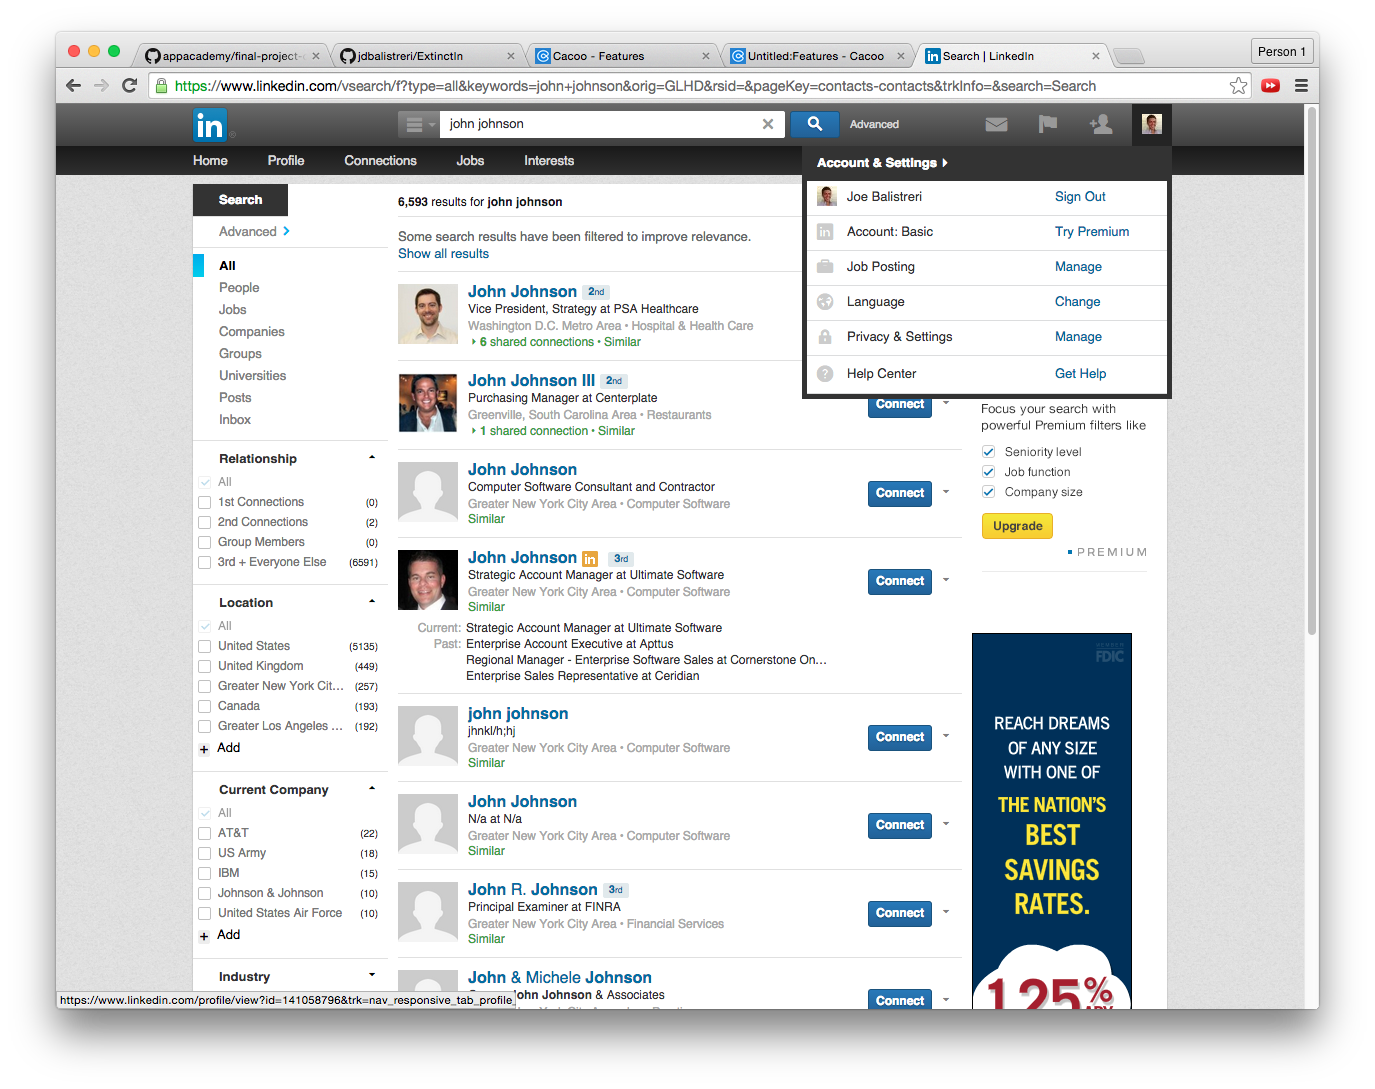 appacademy/final-project-
jdbalistreri/ExtinctIn
Cacoo - Features
Untitled:Features - Cacoo
Search | LinkedIn
Person 1
https://www.linkedin.com/vsearch/f?type=all&keywords=john+johnson&orig=GLHD&rsid=&pageKey=contacts-contacts&trkInfo=&search=Search
in
john johnson
Advanced
Home Profile Connections Jobs Interests
Account & Settings
Joe Balistreri Sign Out
Account: Basic Try Premium
Job Posting Manage
Language Change
Privacy & Settings Manage
Help Center Get Help
Search
Advanced
All
People
Jobs
Companies
Groups
Universities
Posts
Inbox
Relationship
All
1st Connections (0)
2nd Connections (2)
Group Members (0)
3rd + Everyone Else (6591)
Location
All
United States (5135)
United Kingdom (449)
Greater New York Cit... (257)
Canada (193)
Greater Los Angeles ... (192)
+ Add
Current Company
All
AT&T (22)
US Army (18)
IBM (15)
Johnson & Johnson (10)
United States Air Force (10)
+ Add
Industry
6,593 results for john johnson
Some search results have been filtered to improve relevance.
Show all results
John Johnson 2nd
Vice President, Strategy at PSA Healthcare
Washington D.C. Metro Area • Hospital & Health Care
6 shared connections • Similar
John Johnson III 2nd
Purchasing Manager at Centerplate
Greenville, South Carolina Area • Restaurants
1 shared connection • Similar
Connect
John Johnson
Computer Software Consultant and Contractor
Greater New York City Area • Computer Software
Similar
Connect
John Johnson in 3rd
Strategic Account Manager at Ultimate Software
Greater New York City Area • Computer Software
Similar
Connect
Current: Strategic Account Manager at Ultimate Software
Past: Enterprise Account Executive at Apttus
Regional Manager - Enterprise Software Sales at Cornerstone On...
Enterprise Sales Representative at Ceridian
john johnson
jhnkl/h;hj
Greater New York City Area • Computer Software
Similar
Connect
John Johnson
N/a at N/a
Greater New York City Area • Computer Software
Similar
Connect
John R. Johnson 3rd
Principal Examiner at FINRA
Greater New York City Area • Financial Services
Similar
Connect
John & Michele Johnson
John Johnson & Associates
Connect
Focus your search with
powerful Premium filters like
Seniority level
Job function
Company size
Upgrade
PREMIUM
MEMBER
FDIC
REACH DREAMS
OF ANY SIZE
WITH ONE OF
THE NATION'S
BEST
SAVINGS
RATES.
1.25%
APY
https://www.linkedin.com/profile/view?id=141058796&trk=nav_responsive_tab_profile